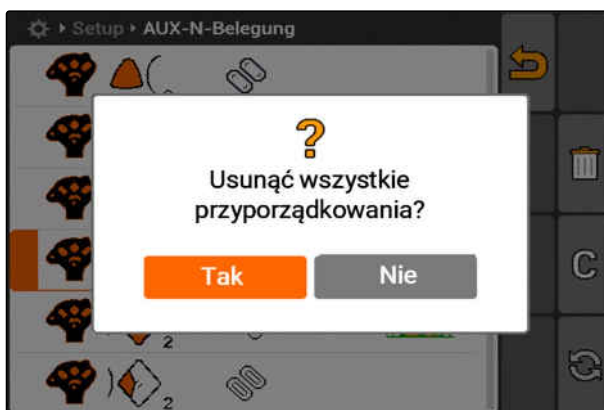 Setup AUX-N-Belegung
?
Usunąć wszystkie
przyporządkowania?
Tak Nie
C
2
2